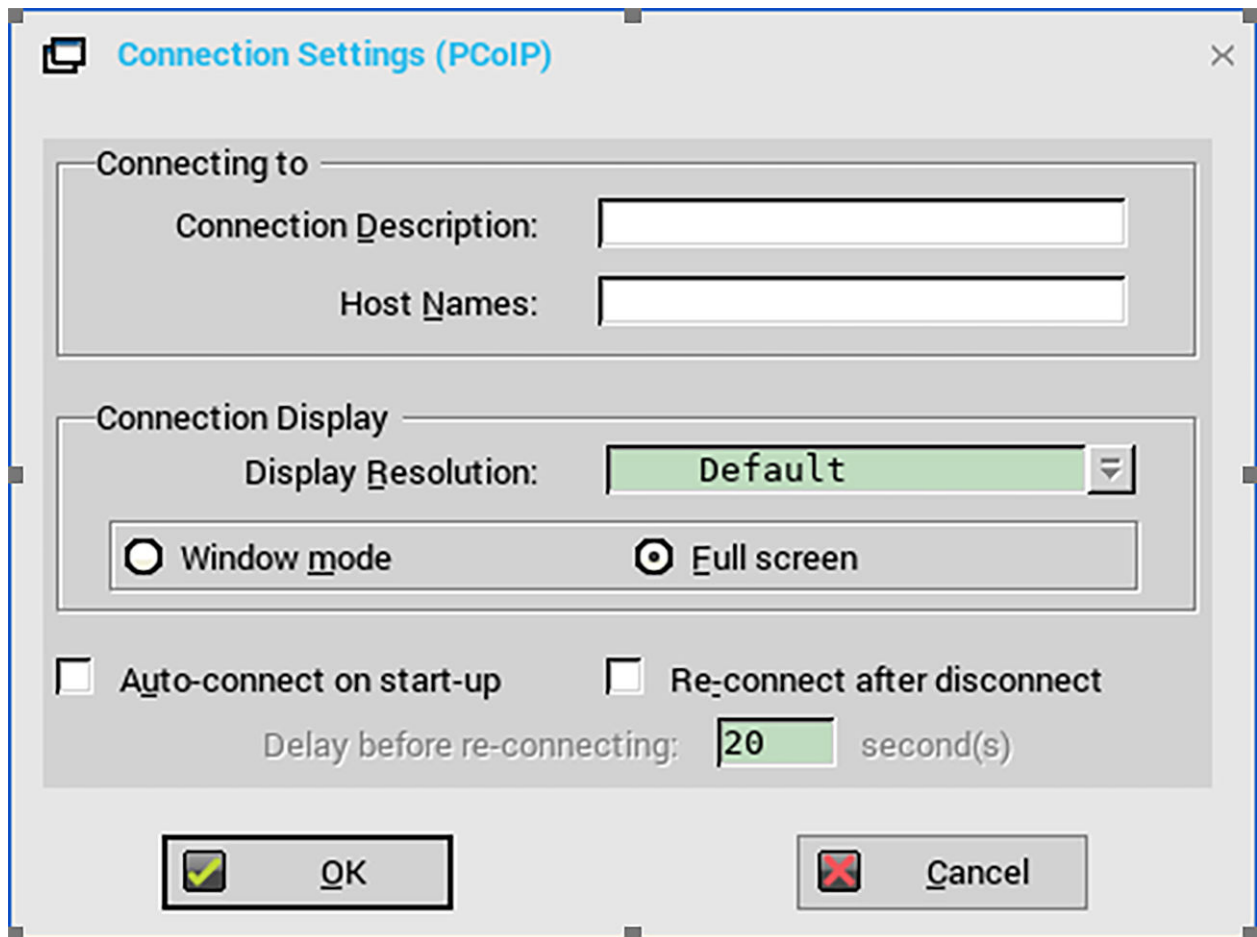 Connection Settings (PCoIP)
Connecting to
Connection Description:
Host Names:
Connection Display
Display Resolution: Default
Window mode Full screen
Auto-connect on start-up Re-connect after disconnect
Delay before re-connecting: 20 second(s)
OK Cancel